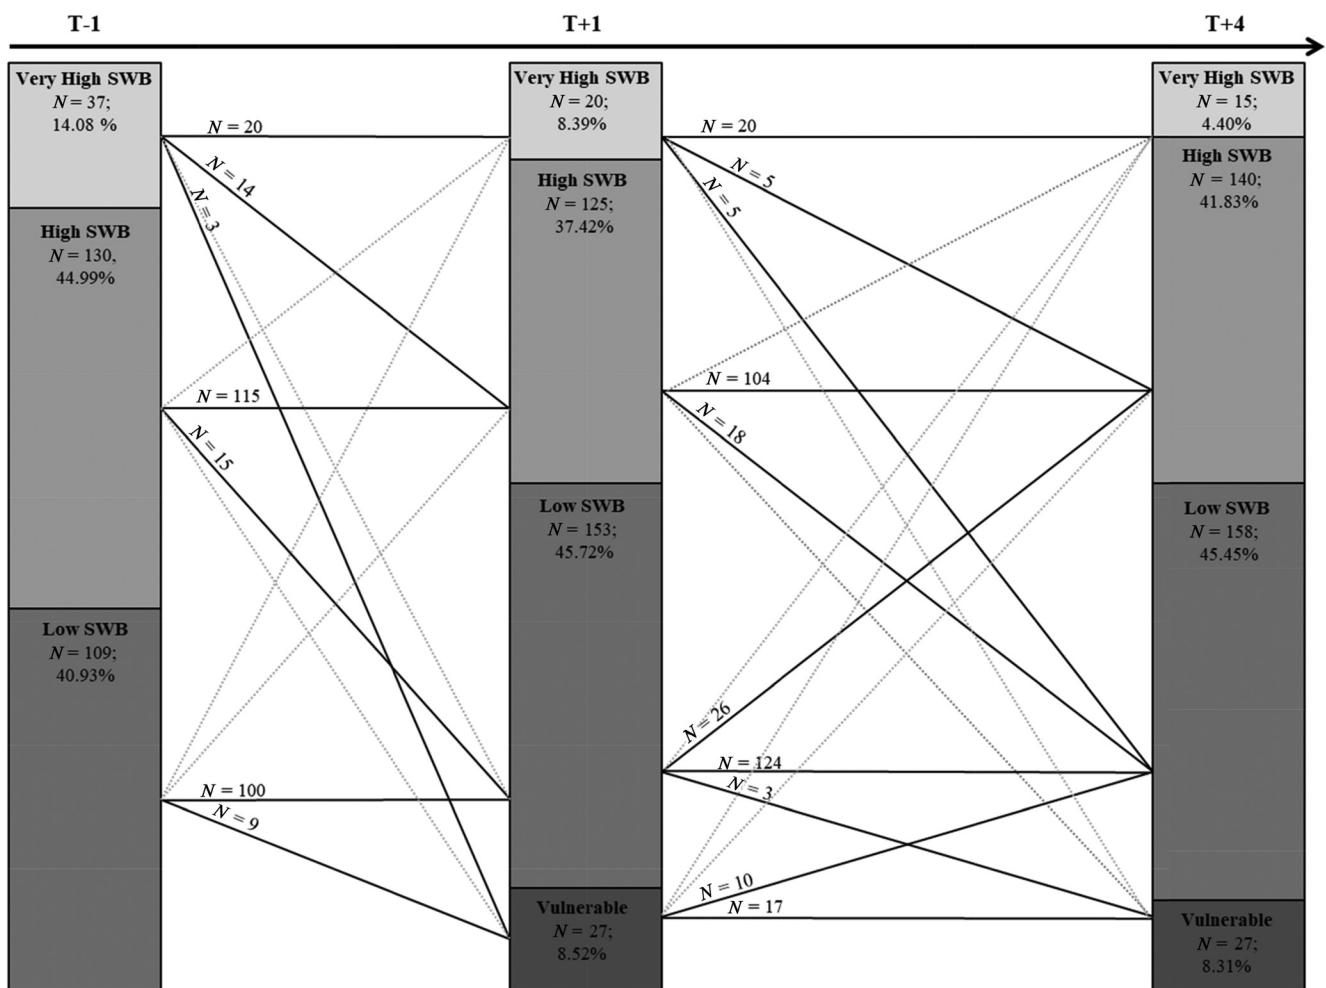 T-1
T+1
T+4
Very High SWB
N = 37;
14.08 %
High SWB
N = 130,
44.99%
Low SWB
N = 109;
40.93%
N = 20
N = 14
N = 3
N = 115
N = 15
N = 100
N = 9
Very High SWB
N = 20;
8.39%
High SWB
N = 125;
37.42%
Low SWB
N = 153;
45.72%
Vulnerable
N = 27;
8.52%
N = 20
N = 5
N = 5
N = 104
N = 18
N = 26
N = 124
N = 3
N = 10
N = 17
Very High SWB
N = 15;
4.40%
High SWB
N = 140;
41.83%
Low SWB
N = 158;
45.45%
Vulnerable
N = 27;
8.31%